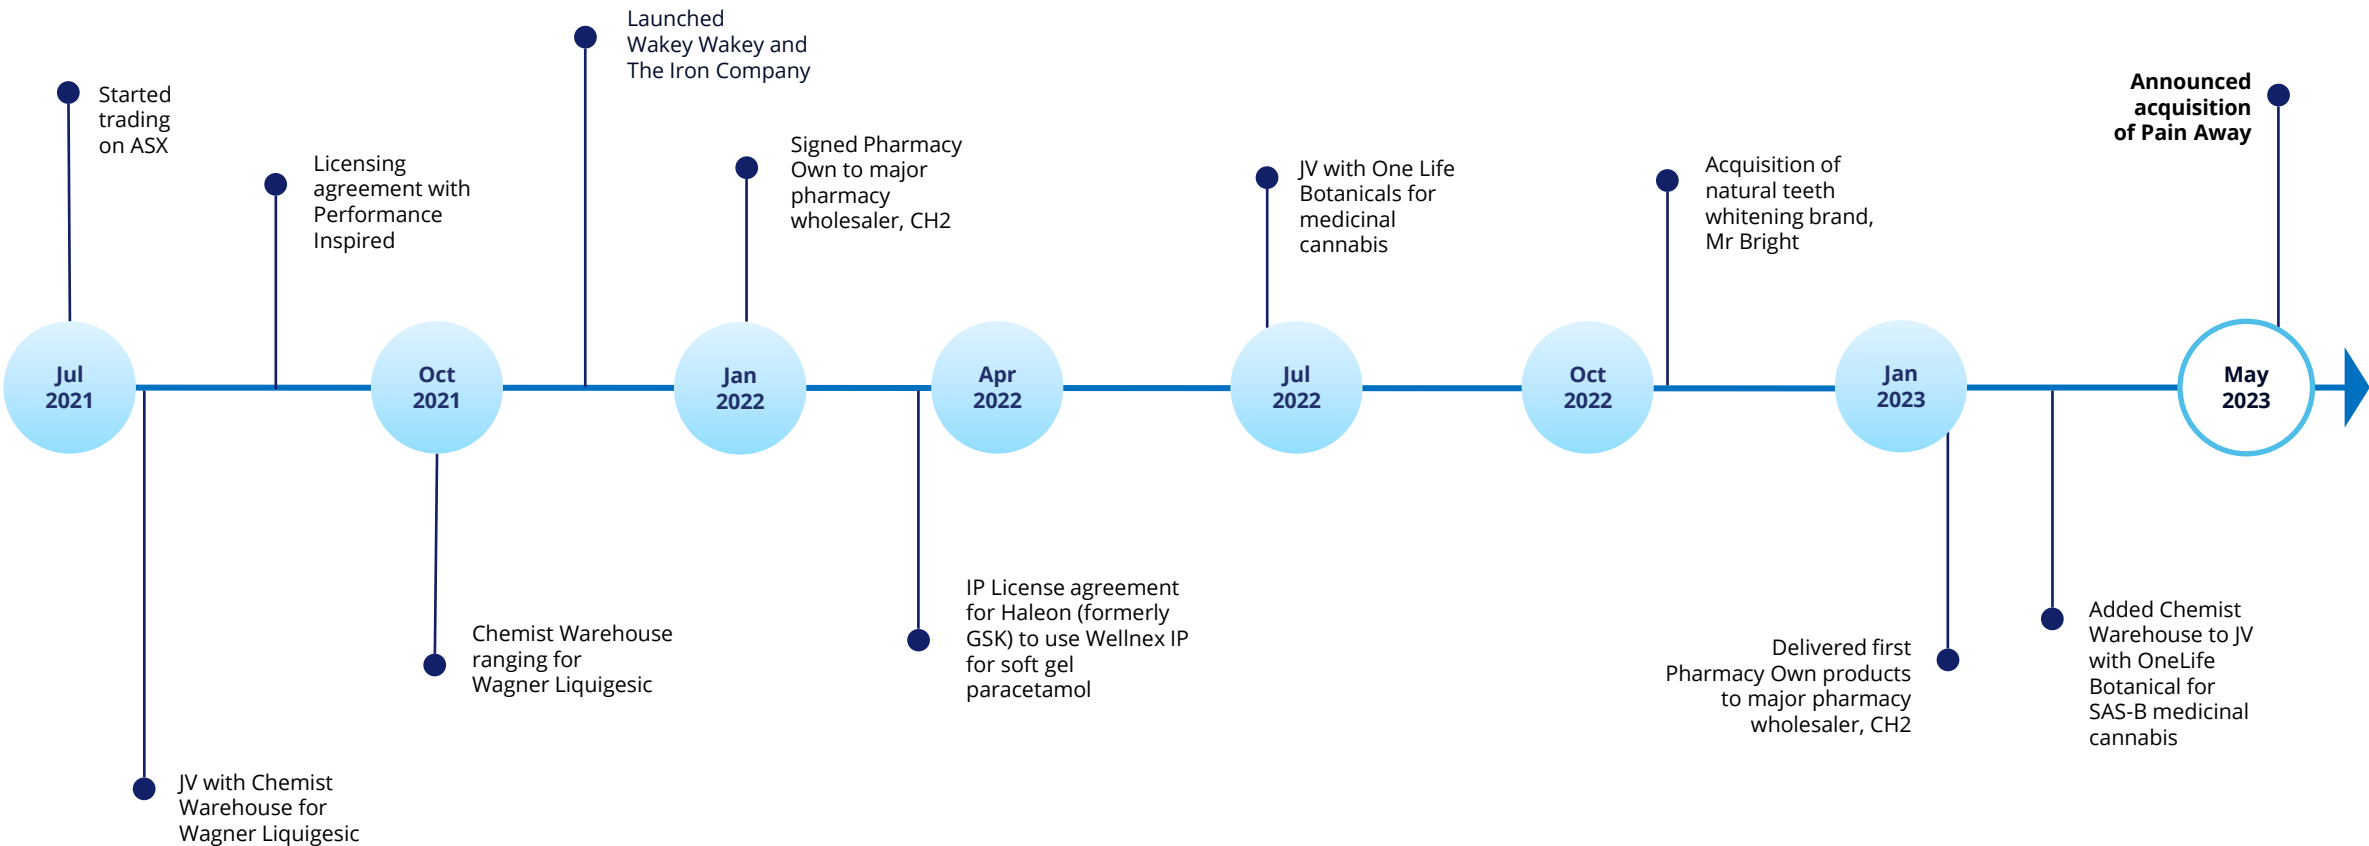 Launched
Wakey Wakey and
The Iron Company
Started
trading
on ASX
Licensing
agreement with
Performance
Inspired
Signed Pharmacy
Own to major
pharmacy
wholesaler, CH2
JV with One Life
Botanicals for
medicinal
cannabis
Acquisition of
natural teeth
whitening brand,
Mr Bright
Announced
acquisition
of Pain Away
Jul
2021
Oct
2021
Jan
2022
Apr
2022
Jul
2022
Oct
2022
Jan
2023
May
2023
JV with Chemist
Warehouse for
Wagner Liquigesic
Chemist Warehouse
ranging for
Wagner Liquigesic
IP License agreement
for Haleon (formerly
GSK) to use Wellnex IP
for soft gel
paracetamol
Delivered first
Pharmacy Own products
to major pharmacy
wholesaler, CH2
Added Chemist
Warehouse to JV
with OneLife
Botanical for
SAS-B medicinal
cannabis